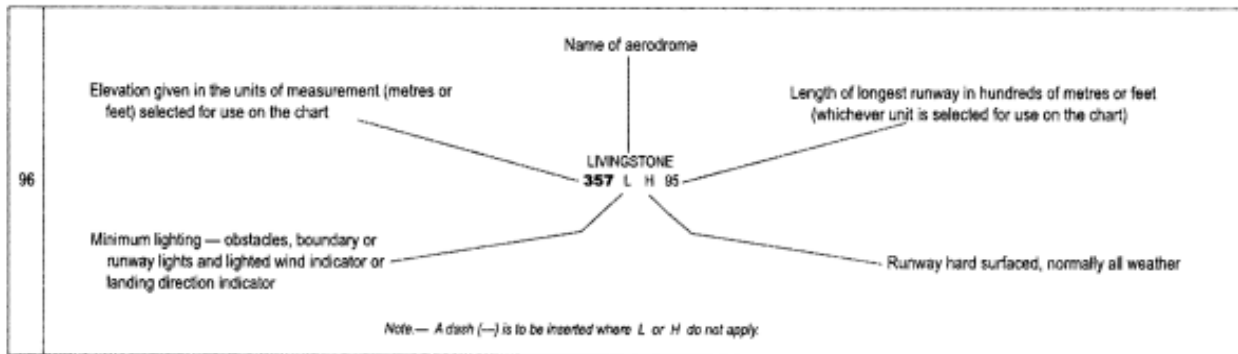 Name of aerodrome
Elevation given in the units of measurement (metres or
feet) selected for use on the chart
Length of longest runway in hundreds of metres or feet
(whichever unit is selected for use on the chart)
96
LIVINGSTONE
357 L H 95
Minimum lighting — obstacles, boundary or
runway lights and lighted wind indicator or
landing direction indicator
Runway hard surfaced, normally all weather
Note.— A dash (—) is to be inserted where L or H do not apply.